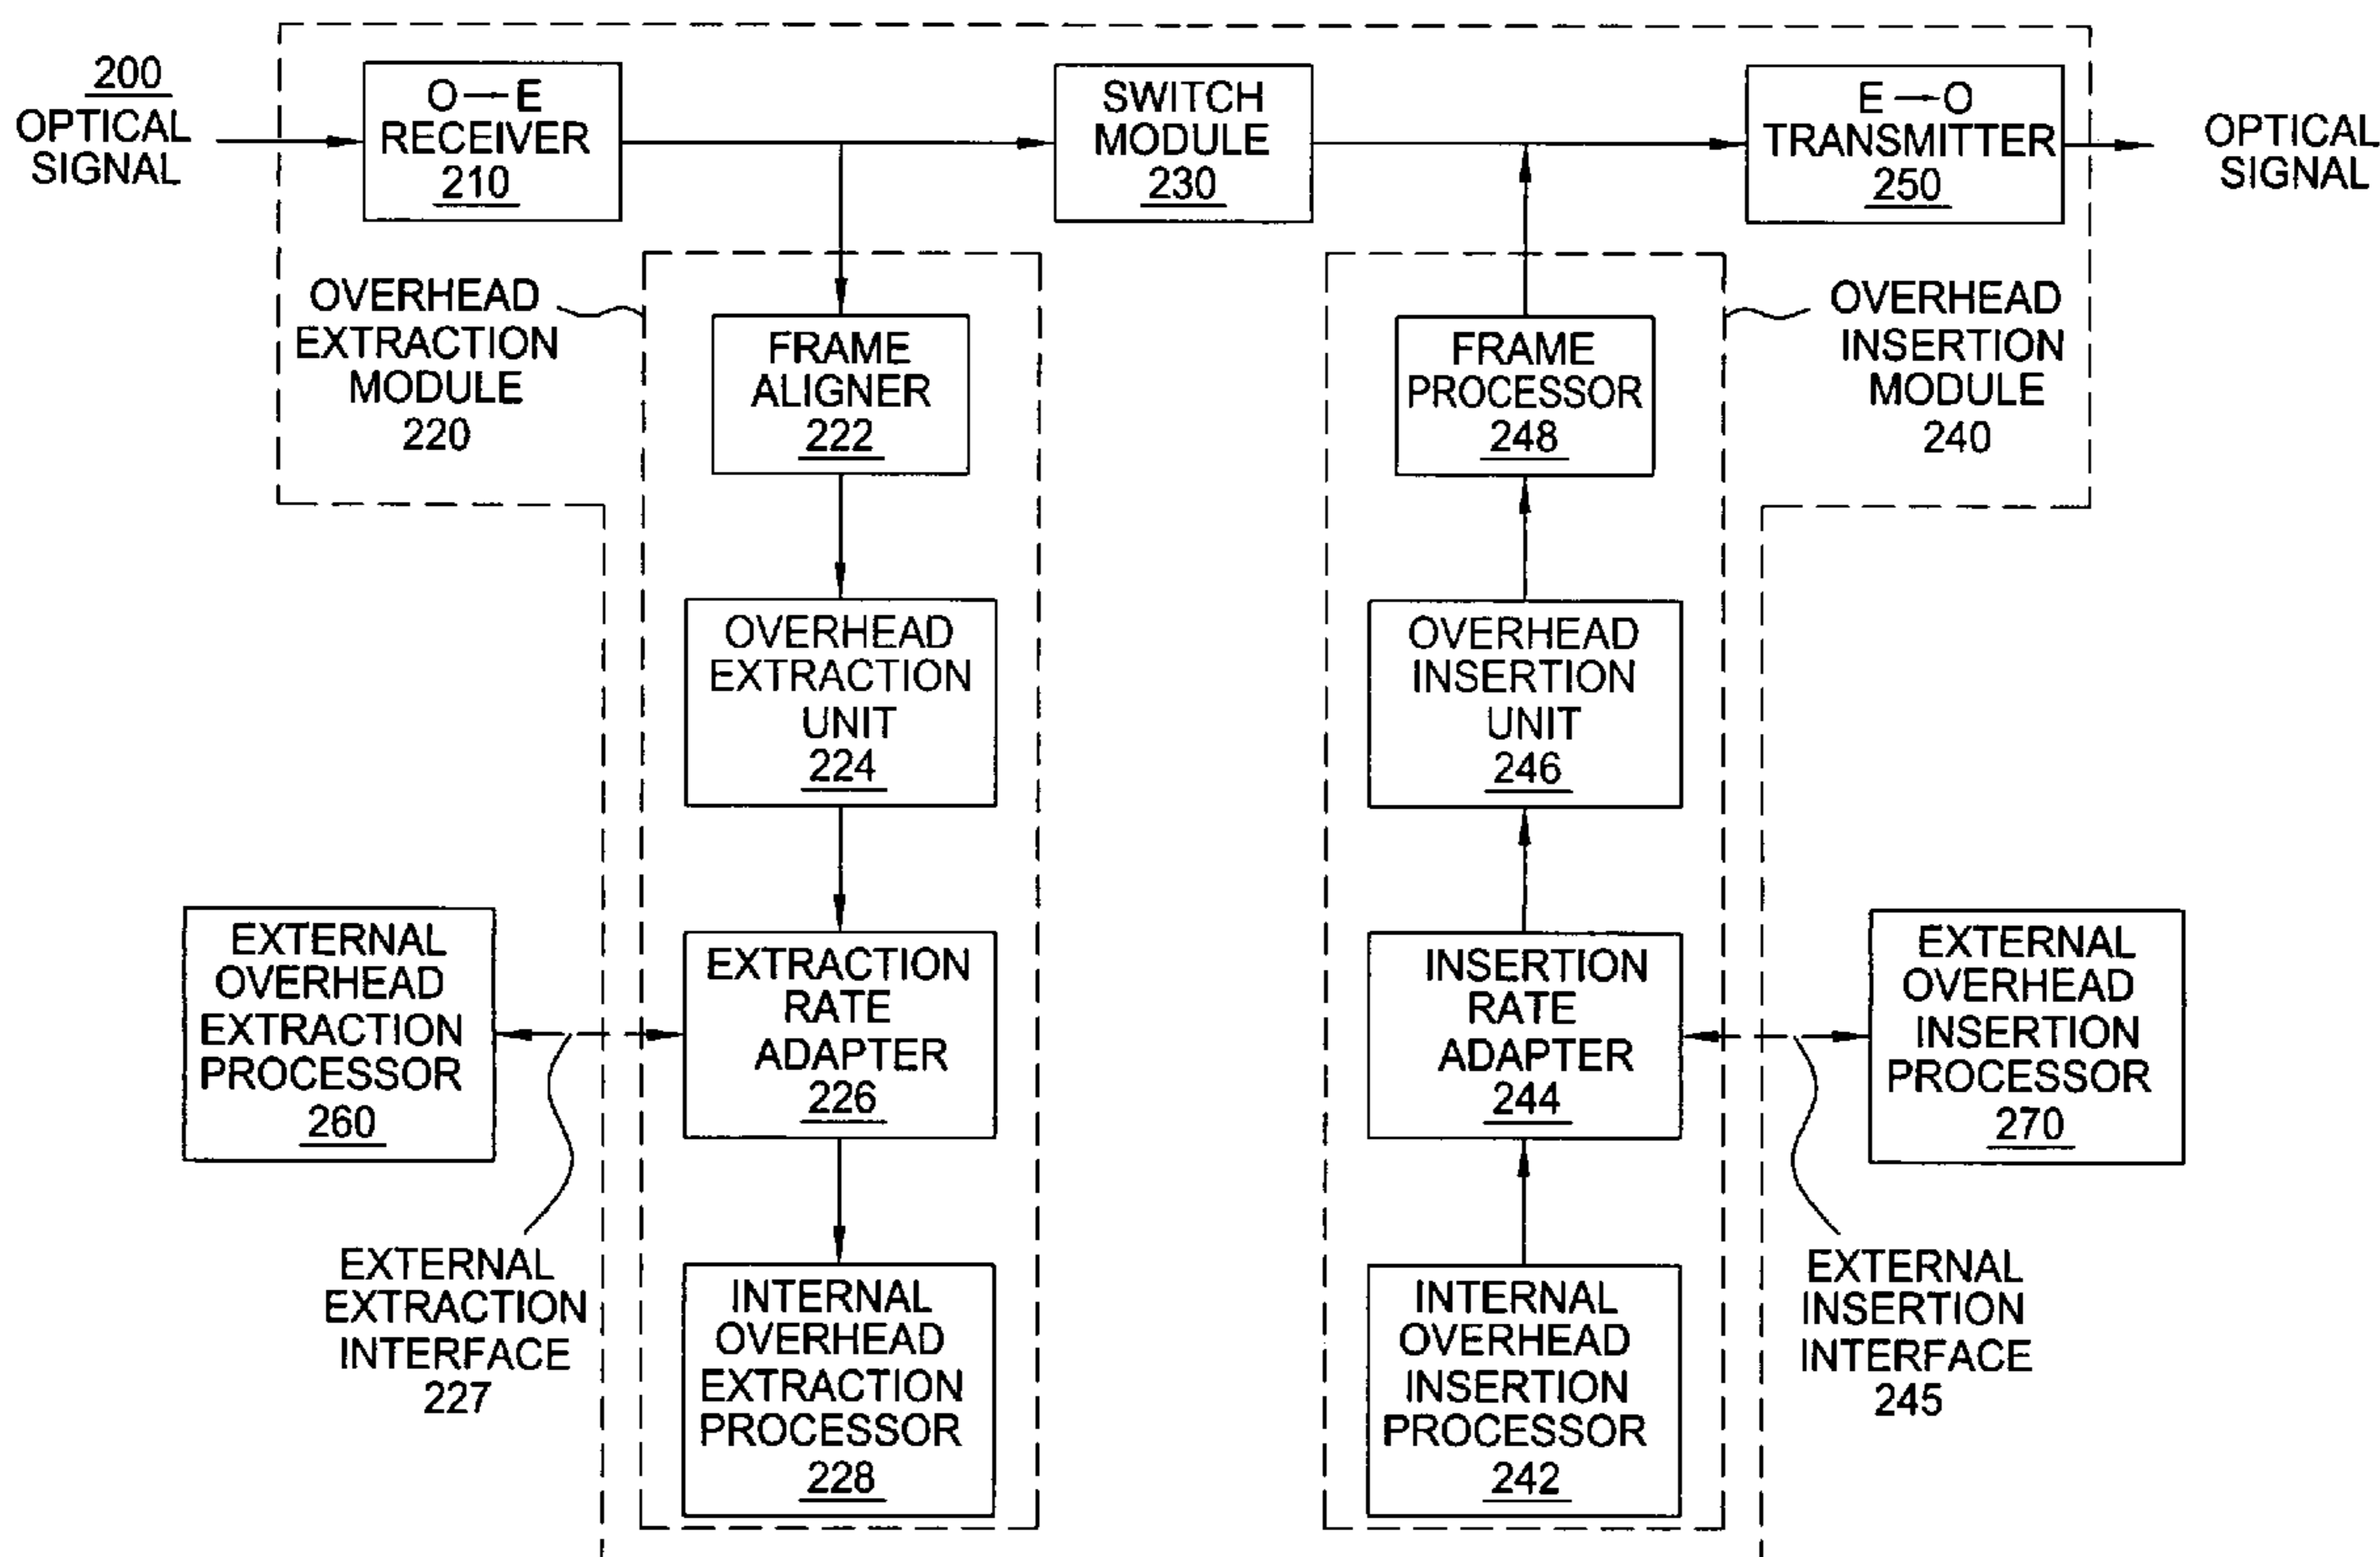 200
OPTICAL
SIGNAL
O→E
RECEIVER
210
SWITCH
MODULE
230
E→O
TRANSMITTER
250
OPTICAL
SIGNAL
OVERHEAD
EXTRACTION
MODULE
220
FRAME
ALIGNER
222
FRAME
PROCESSOR
248
OVERHEAD
INSERTION
MODULE
240
OVERHEAD
EXTRACTION
UNIT
224
OVERHEAD
INSERTION
UNIT
246
EXTERNAL
OVERHEAD
EXTRACTION
PROCESSOR
260
EXTRACTION
RATE
ADAPTER
226
INSERTION
RATE
ADAPTER
244
EXTERNAL
OVERHEAD
INSERTION
PROCESSOR
270
EXTERNAL
EXTRACTION
INTERFACE
227
INTERNAL
OVERHEAD
EXTRACTION
PROCESSOR
228
INTERNAL
OVERHEAD
INSERTION
PROCESSOR
242
EXTERNAL
INSERTION
INTERFACE
245